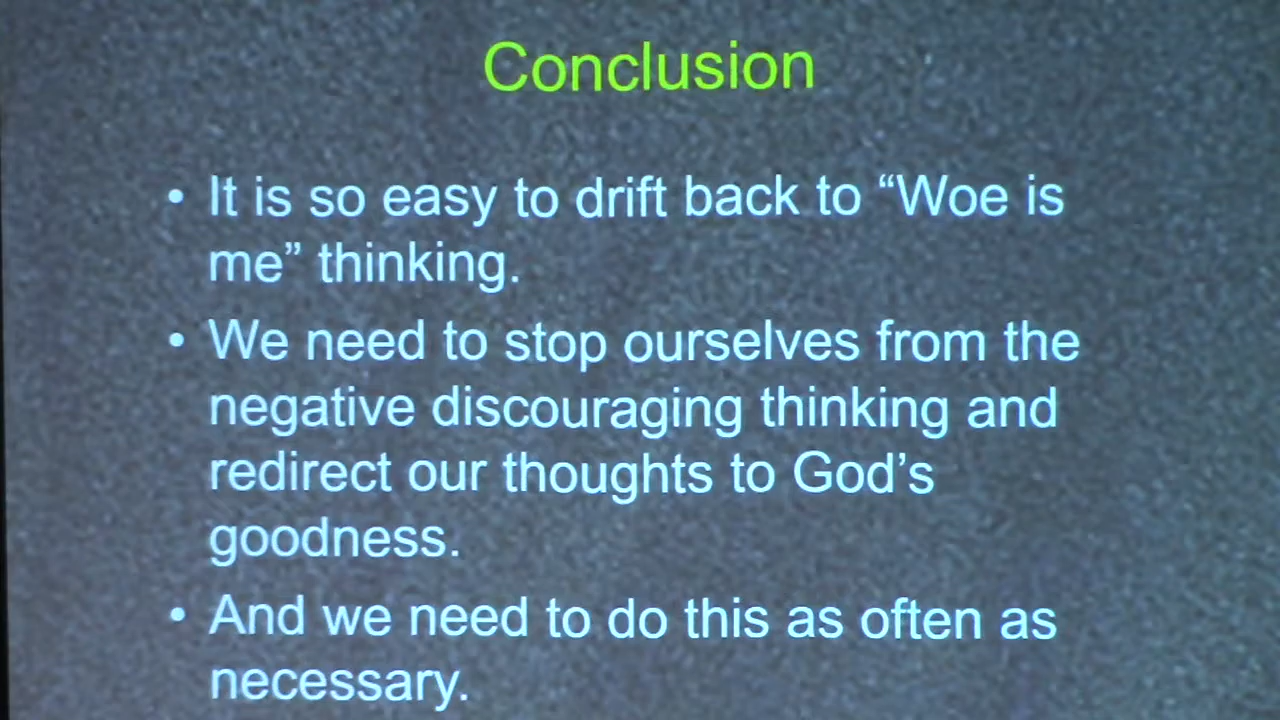 Conclusion
• It is so easy to drift back to “Woe is
me” thinking.
• We need to stop ourselves from the
negative discouraging thinking and
redirect our thoughts to God’s
goodness.
• And we need to do this as often as
necessary.